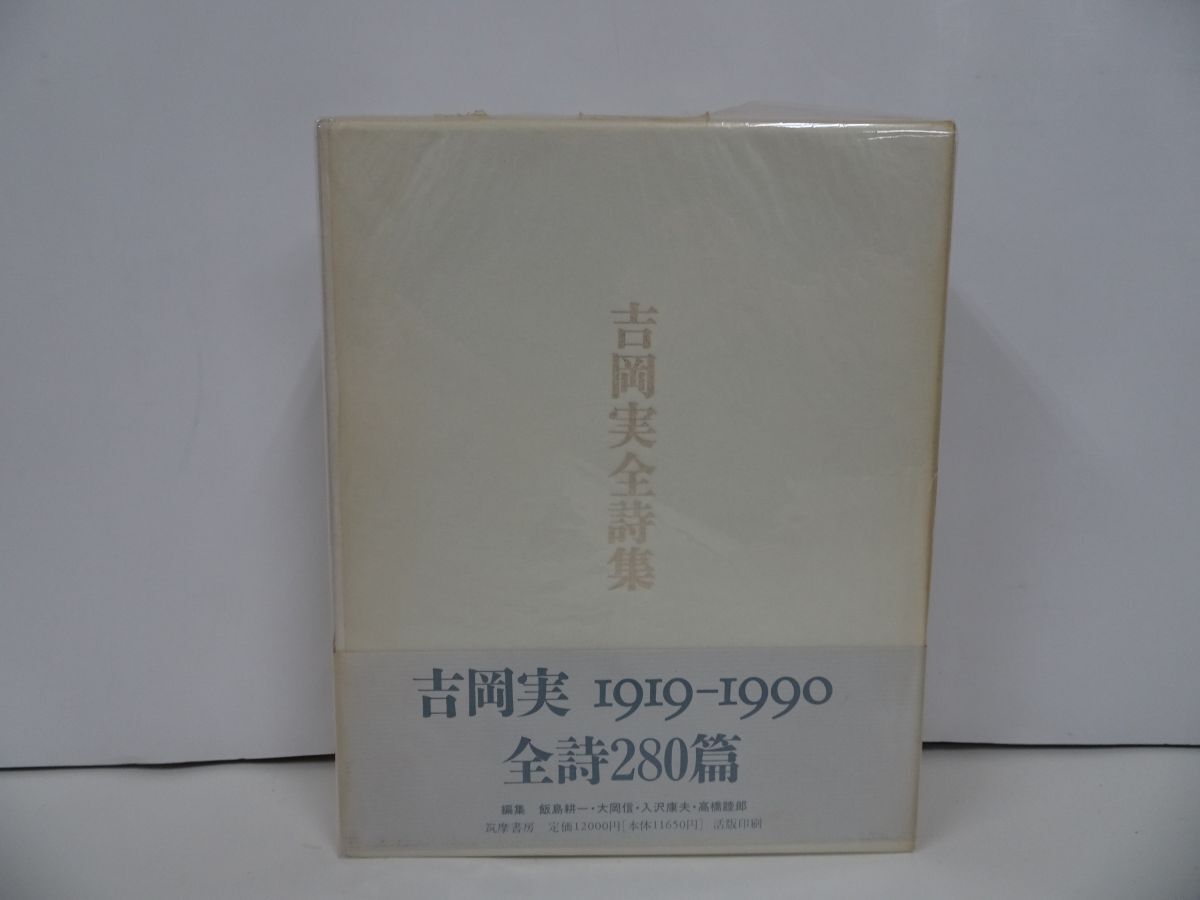 吉岡実全詩集
吉岡実 1919-1990
全詩280篇
編集 飯島耕一・大岡信・入沢康夫・高橋睦郎
筑摩書房 定価12000円[本体11650円] 活版印刷